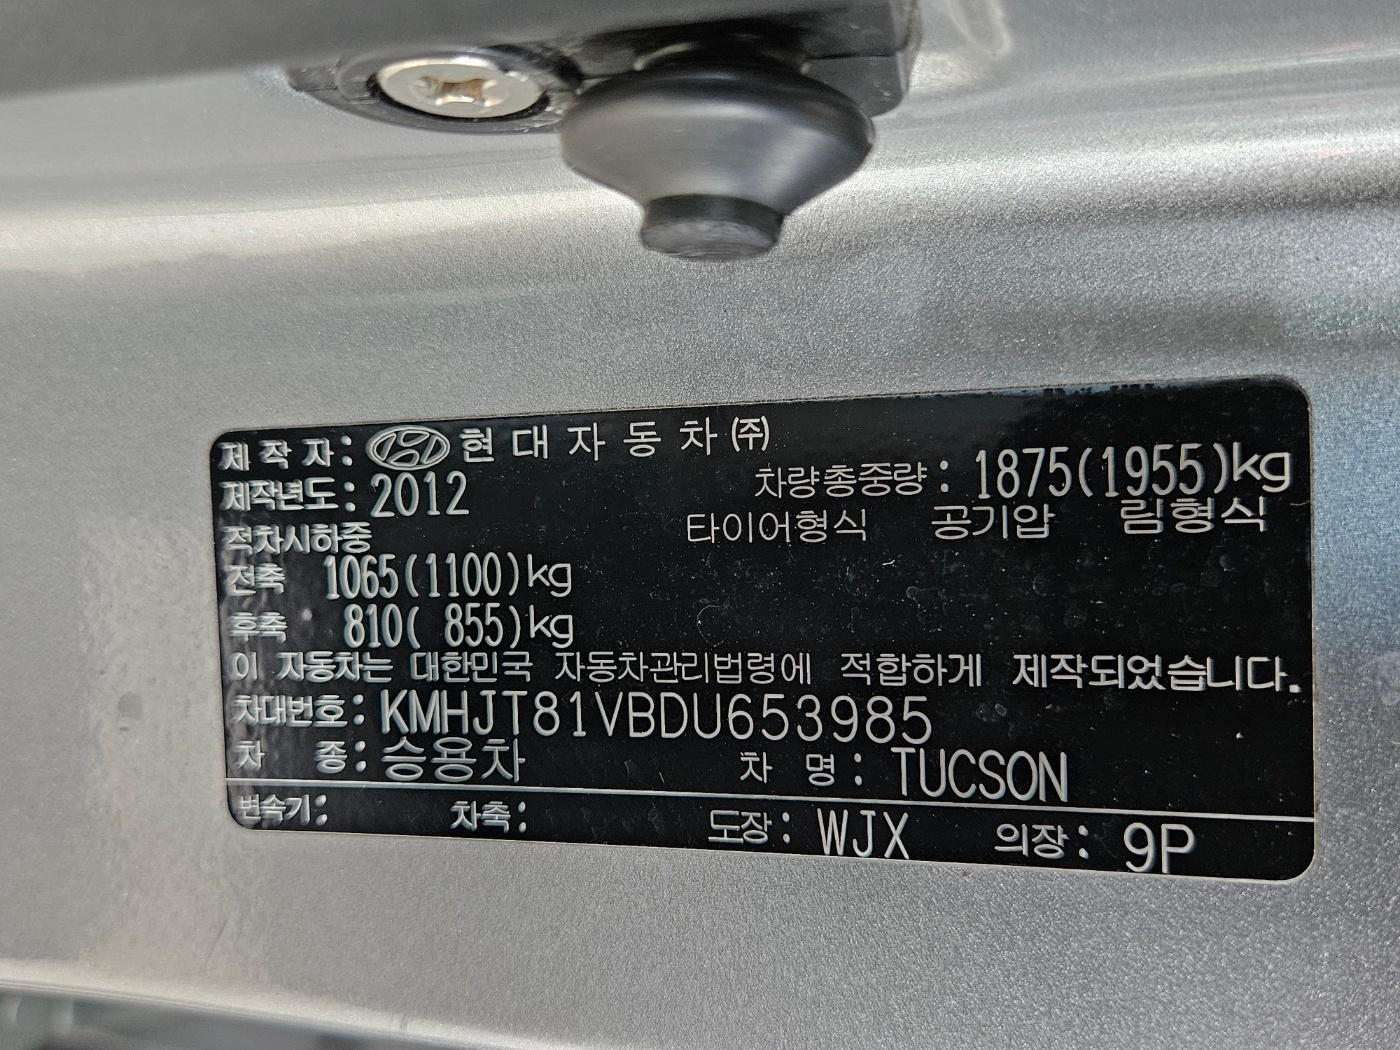 제 작 자 : 현 대 자 동 차 ㈜
제작년도 : 2012
차량총중량 : 1875(1955)kg
적차시하중
타이어형식 공기압 림형식
전축 1065(1100)kg
후축 810( 855)kg
이 자동차는 대한민국 자동차관리법령에 적합하게 제작되었습니다.
차대번호 : KMHJT81VBDU653985
차 종 : 승용차 차 명 : TUCSON
변속기 : 차축 : 도장 : WJX 의장 : 9P